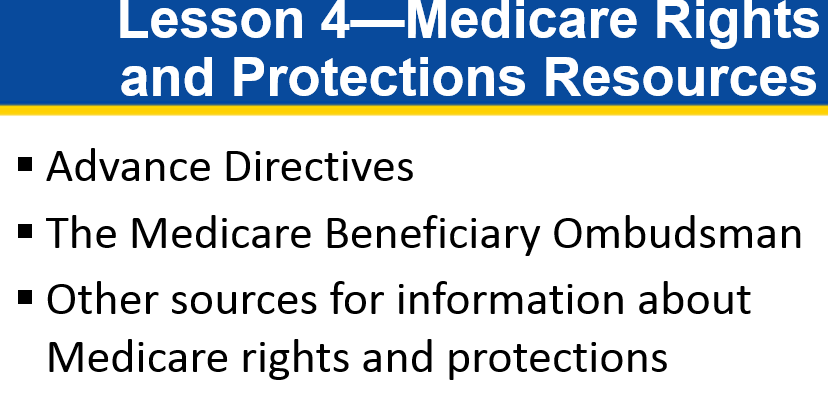 Lesson 4—Medicare Rights
and Protections Resources
▪ Advance Directives
▪ The Medicare Beneficiary Ombudsman
▪ Other sources for information about
Medicare rights and protections